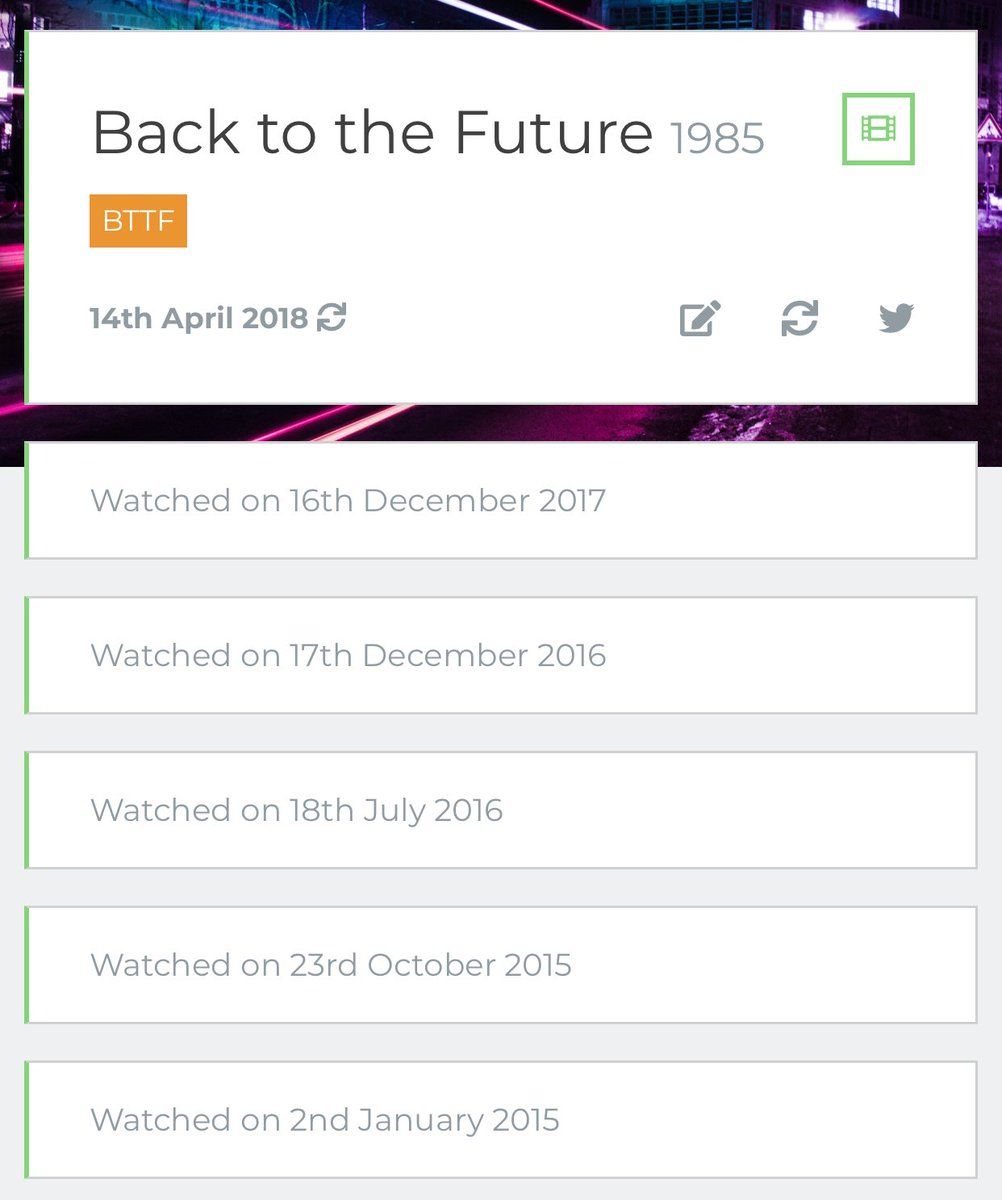 Back to the Future 1985
BTTF
14th April 2018
Watched on 16th December 2017
Watched on 17th December 2016
Watched on 18th July 2016
Watched on 23rd October 2015
Watched on 2nd January 2015